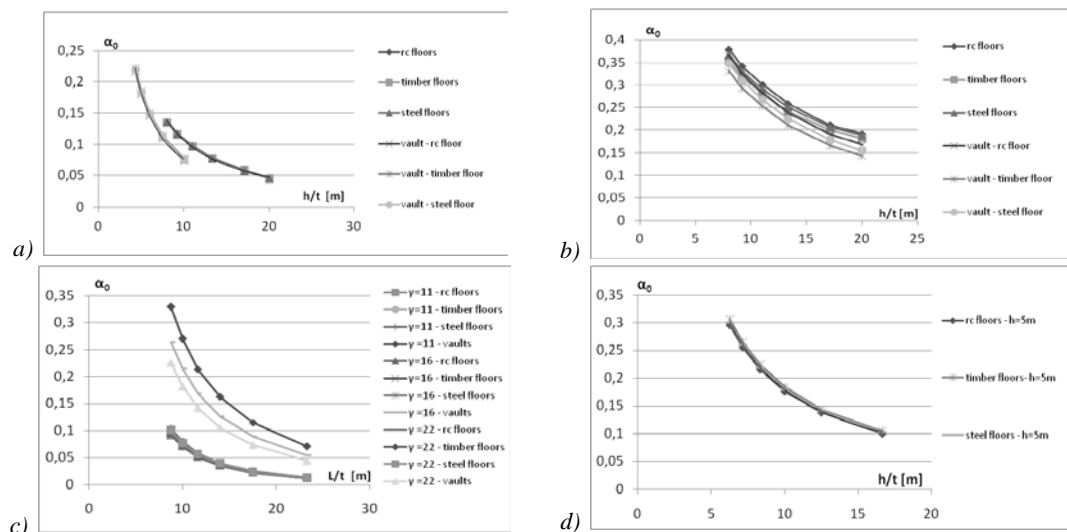 α₀
0,25
0,2
0,15
0,1
0,05
0
0 10 20 30
h/t [m]
rc floors
timber floors
steel floors
vault - rc floor
vault - timber floor
vault - steel floor
a)
α₀
0,4
0,35
0,3
0,25
0,2
0,15
0,1
0,05
0
0 5 10 15 20 25
h/t [m]
rc floors
timber floors
steel floors
vault - rc floor
vault - timber floor
vault - steel floor
b)
α₀
0,35
0,3
0,25
0,2
0,15
0,1
0,05
0
0 10 20 30
L/t [m]
γ=11 - rc floors
γ=11 - timber floors
γ=11 - steel floors
γ=11 - vaults
γ=16 - rc floors
γ=16 - timber floors
γ=16 - steel floors
γ=16 - vaults
γ=22 - rc floors
γ=22 - timber floors
γ=22 - steel floors
γ=22 - vaults
c)
α₀
0,35
0,3
0,25
0,2
0,15
0,1
0,05
0
0 5 10 15 20
h/t [m]
rc floors - h=5m
timber floors- h=5m
steel floors - h=5m
d)